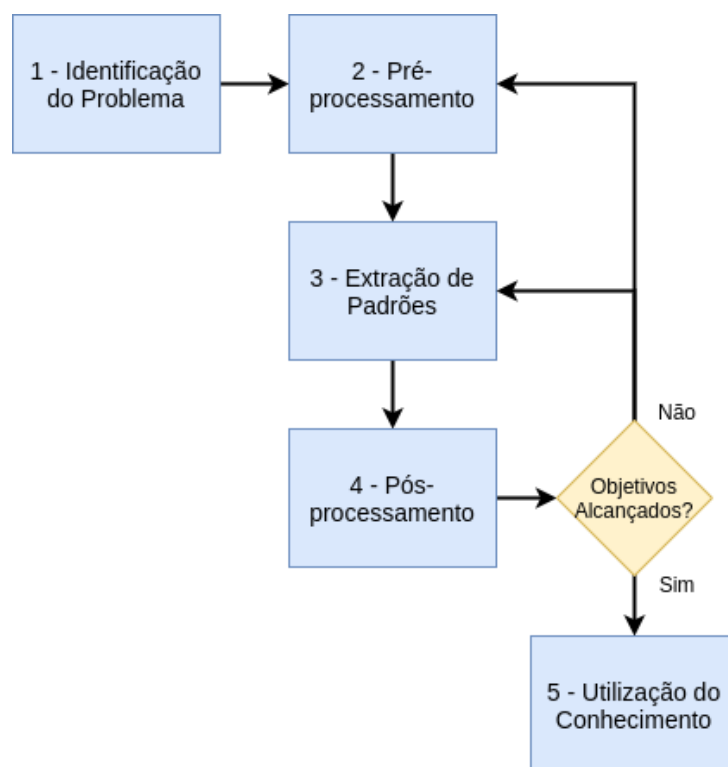 1 - Identificação
do Problema
2 - Pré-
processamento
3 - Extração de
Padrões
4 - Pós-
processamento
Não
Objetivos
Alcançados?
Sim
5 - Utilização do
Conhecimento